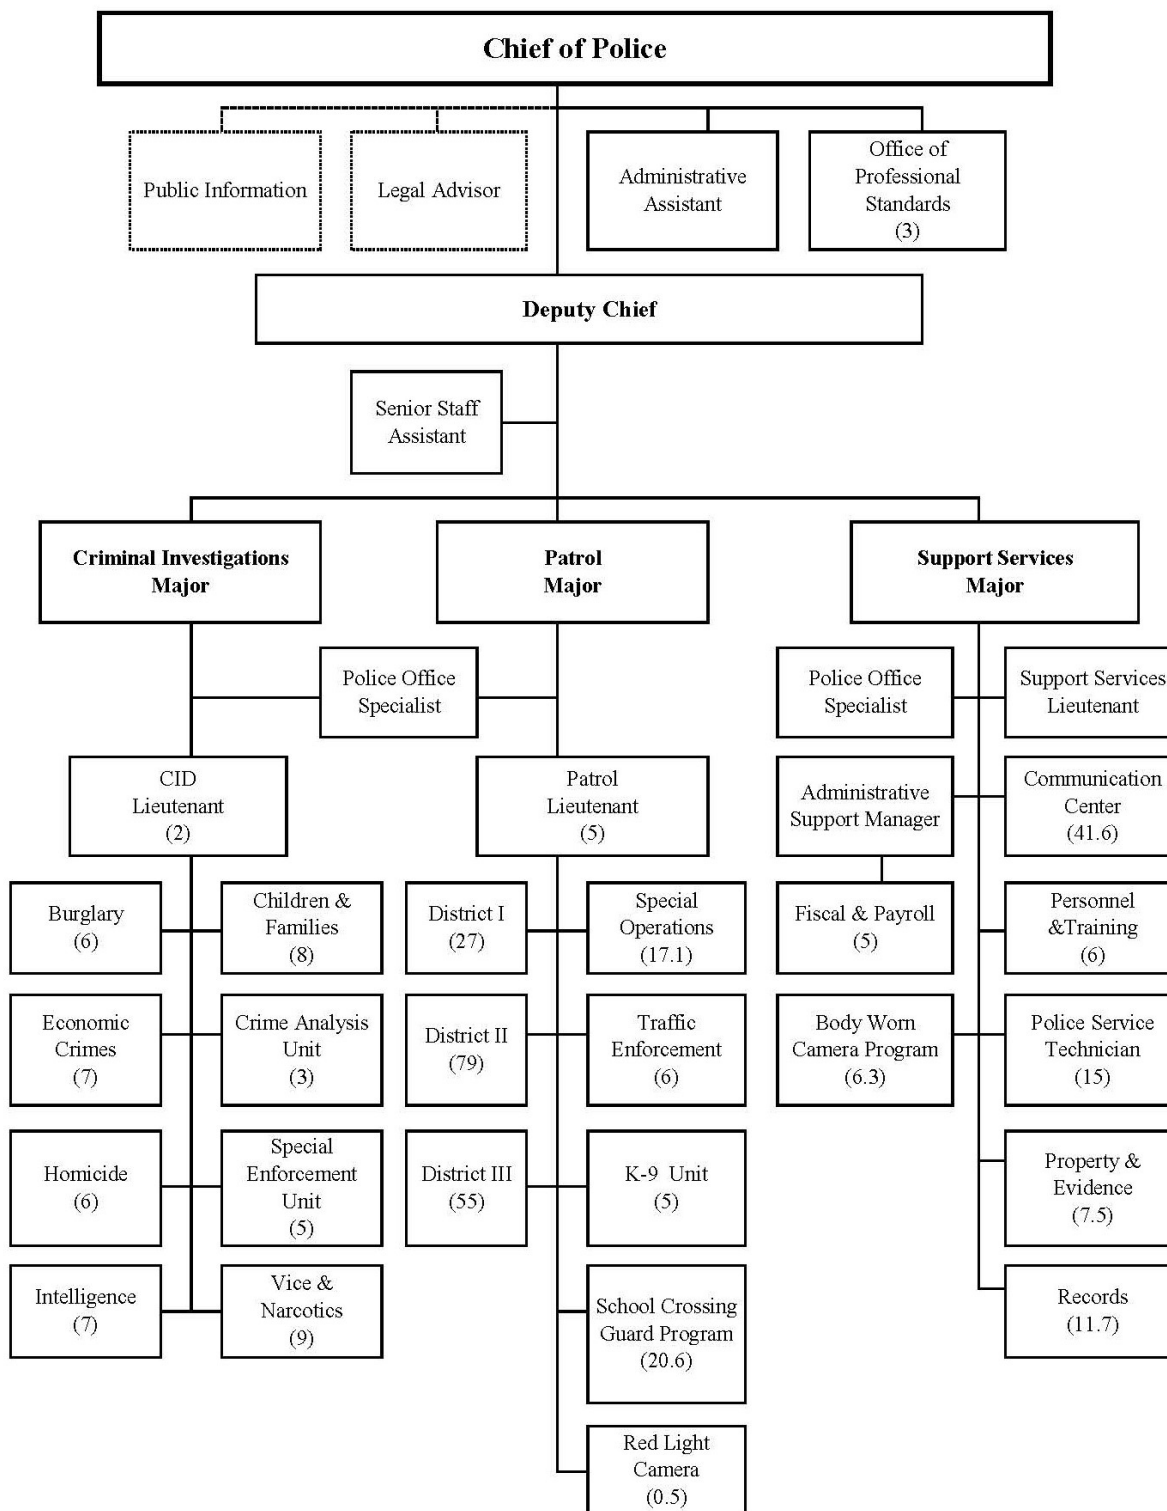 Chief of Police
Public Information
Legal Advisor
Administrative
Assistant
Office of
Professional
Standards
(3)
Deputy Chief
Senior Staff
Assistant
Criminal Investigations
Major
Patrol
Major
Support Services
Major
Police Office
Specialist
Police Office
Specialist
Support Services
Lieutenant
CID
Lieutenant
(2)
Patrol
Lieutenant
(5)
Administrative
Support Manager
Communication
Center
(41.6)
Burglary
(6)
Children &
Families
(8)
District I
(27)
Special
Operations
(17.1)
Fiscal & Payroll
(5)
Personnel
&Training
(6)
Economic
Crimes
(7)
Crime Analysis
Unit
(3)
District II
(79)
Traffic
Enforcement
(6)
Body Worn
Camera Program
(6.3)
Police Service
Technician
(15)
Homicide
(6)
Special
Enforcement
Unit
(5)
District III
(55)
K-9 Unit
(5)
Property &
Evidence
(7.5)
Intelligence
(7)
Vice &
Narcotics
(9)
School Crossing
Guard Program
(20.6)
Records
(11.7)
Red Light
Camera
(0.5)